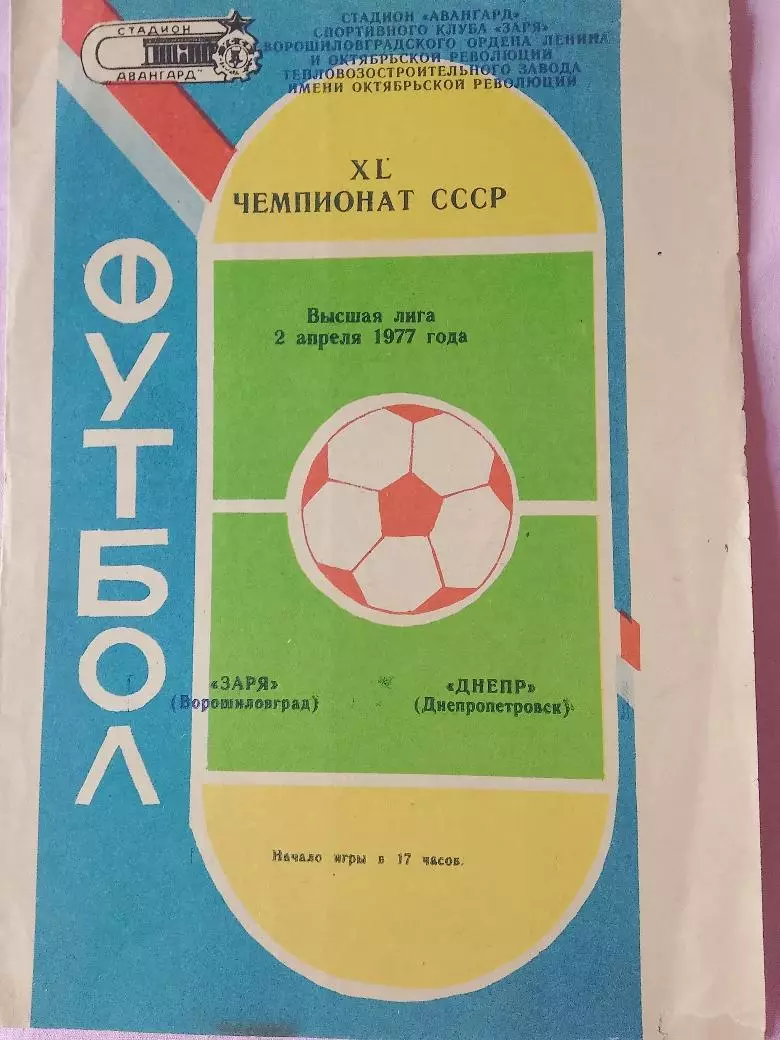 СТАДИОН
АВАНГАРД"
СТАДИОН «АВАНГАРД»
СПОРТИВНОГО КЛУБА «ЗАРЯ»
ВОРОШИЛОВГРАДСКОГО ОРДЕНА ЛЕНИНА
И ОКТЯБРЬСКОЙ РЕВОЛЮЦИИ
ТЕПЛОВОЗОСТРОИТЕЛЬНОГО ЗАВОДА
ИМЕНИ ОКТЯБРЬСКОЙ РЕВОЛЮЦИИ
XL
ЧЕМПИОНАТ СССР
ФУТБОЛ
Высшая лига
2 апреля 1977 года
«ЗАРЯ» - «ДНЕПР»
(Ворошиловград) (Днепропетровск)
Начало игры в 17 часов.